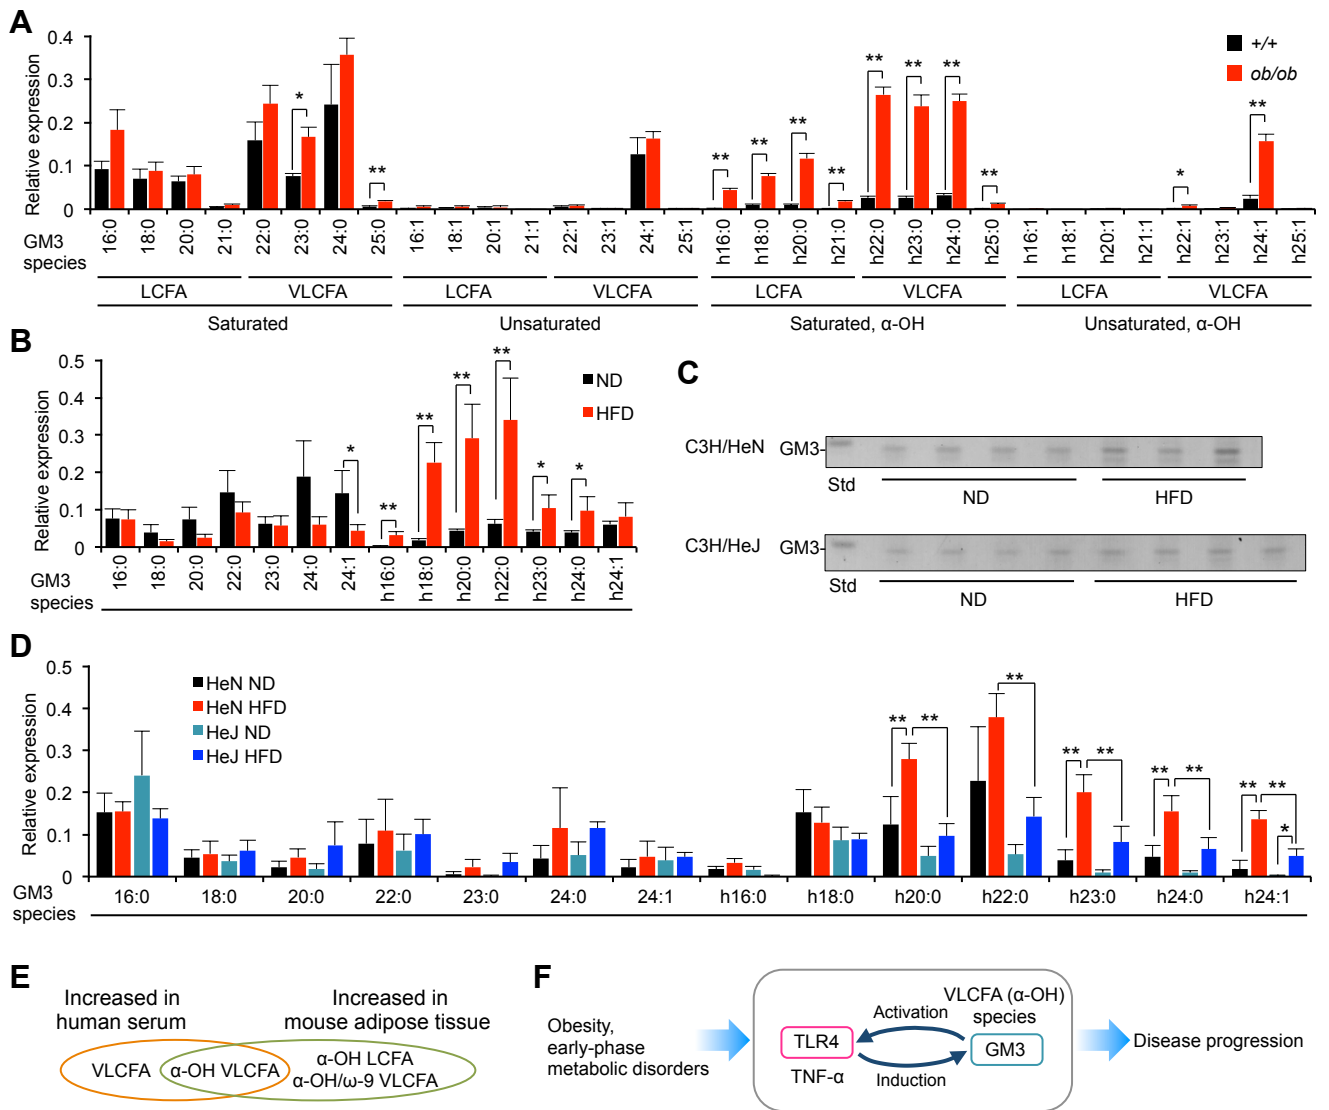 A
0.4
0.3
0.2
0.1
0
Relative expression
+/+
ob/ob
* ** ** ** ** ** ** ** ** ** * **
GM3
species
16:0 18:0 20:0 21:0 22:0 23:0 24:0 25:0 16:1 18:1 20:1 21:1 22:1 23:1 24:1 25:1 h16:0 h18:0 h20:0 h21:0 h22:0 h23:0 h24:0 h25:0 h16:1 h18:1 h20:1 h21:1 h22:1 h23:1 h24:1 h25:1
LCFA VLCFA LCFA VLCFA LCFA VLCFA LCFA VLCFA
Saturated Unsaturated Saturated, α-OH Unsaturated, α-OH
B
0.5
0.4
0.3
0.2
0.1
0
Relative expression
ND
HFD
* ** ** ** ** * *
GM3
species
16:0 18:0 20:0 22:0 23:0 24:0 24:1 h16:0 h18:0 h20:0 h22:0 h23:0 h24:0 h24:1
C
C3H/HeN GM3-
Std ND HFD
C3H/HeJ GM3-
Std ND HFD
D
0.5
0.4
0.3
0.2
0.1
0
Relative expression
HeN ND
HeN HFD
HeJ ND
HeJ HFD
** ** ** ** ** ** ** ** ** *
GM3
species
16:0 18:0 20:0 22:0 23:0 24:0 24:1 h16:0 h18:0 h20:0 h22:0 h23:0 h24:0 h24:1
E
Increased in
human serum
Increased in
mouse adipose tissue
VLCFA
α-OH VLCFA
α-OH LCFA
α-OH/ω-9 VLCFA
F
Obesity,
early-phase
metabolic disorders
VLCFA (α-OH)
species
Activation
TLR4
GM3
TNF-α
Induction
Disease progression